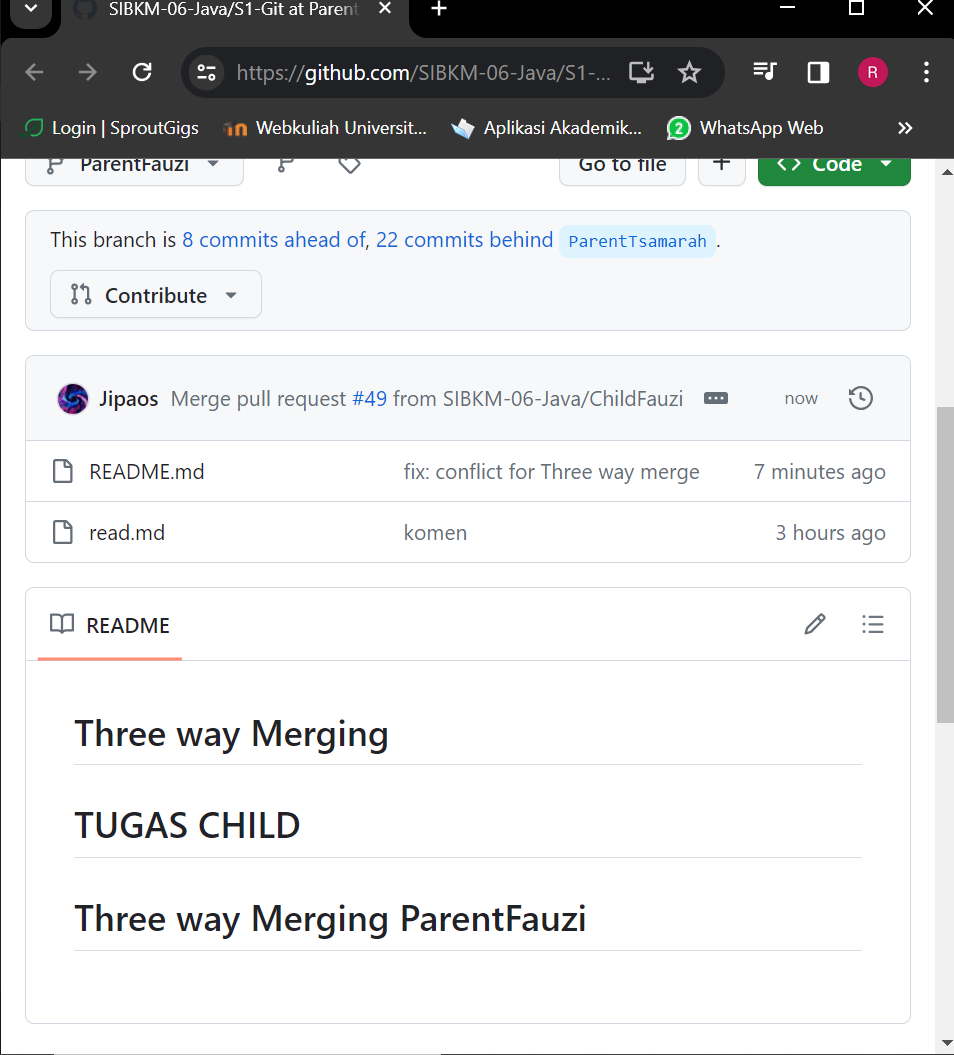 SIBKM-06-Java/S1-Git at Parent
https://github.com/SIBKM-06-Java/S1-...
R
Login | SproutGigs
Webkuliah Universit...
Aplikasi Akademik...
2
WhatsApp Web
ParentFauzi
Go to file
Code
This branch is 8 commits ahead of, 22 commits behind ParentTsamarah .
Contribute
Jipaos Merge pull request #49 from SIBKM-06-Java/ChildFauzi now
README.md fix: conflict for Three way merge 7 minutes ago
read.md komen 3 hours ago
README
Three way Merging
TUGAS CHILD
Three way Merging ParentFauzi